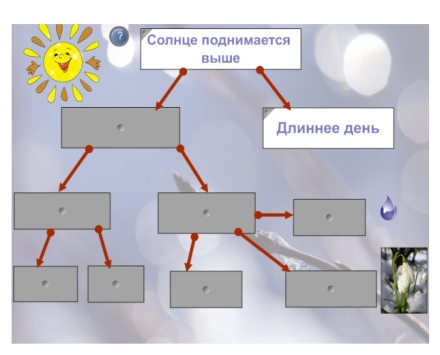 ?
Солнце поднимается
выше
Длиннее день